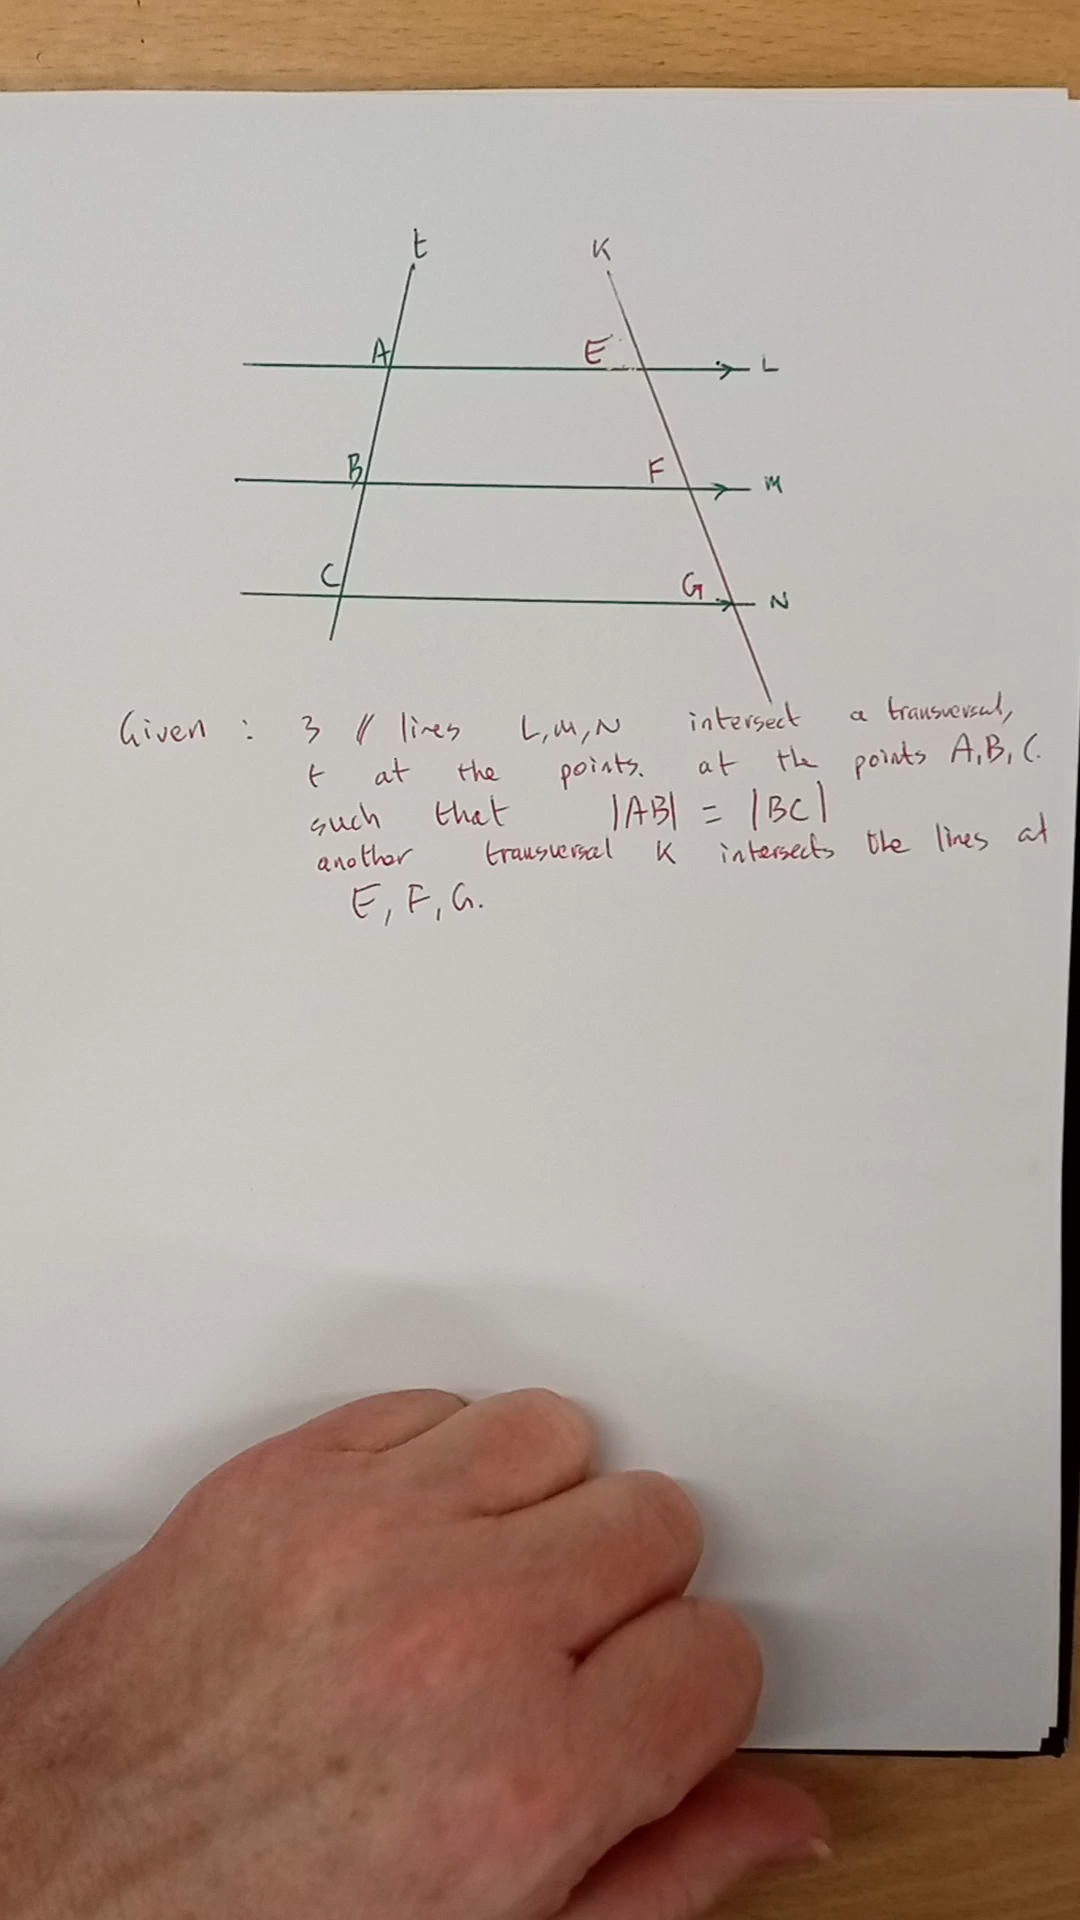 t K
A E L
B F M
C G N
Given : 3 // lines L, M, N intersect a transversal,
t at the points. at the points A, B, C.
such that |AB| = |BC|
another transversal K intersects the lines at
E, F, G.